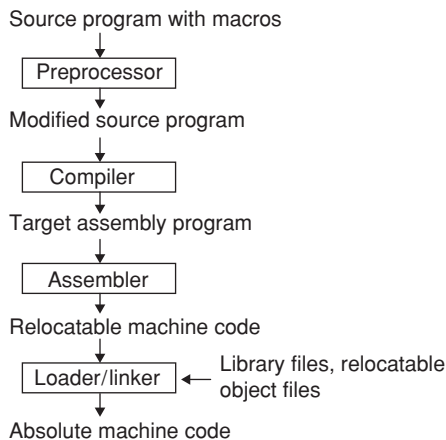 Source program with macros
Preprocessor
Modified source program
Compiler
Target assembly program
Assembler
Relocatable machine code
Loader/linker
Library files, relocatable
object files
Absolute machine code